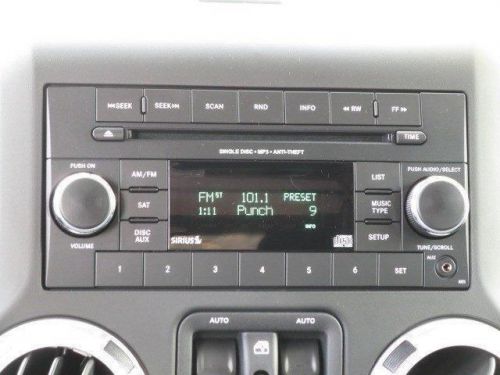 SEEK SEEK SCAN RND INFO RW FF
TIME
SINGLE DISC • MP3 • ANTI-THEFT
PUSH ON
AM/FM
SAT
DISC AUX
VOLUME
FM ST 101.1 PRESET
1:11 Punch 9
INFO
SIRIUS
LIST
MUSIC TYPE
SETUP
PUSH AUDIO/SELECT
TUNE/SCROLL
AUX
1 2 3 4 5 6 SET
AUTO AUTO